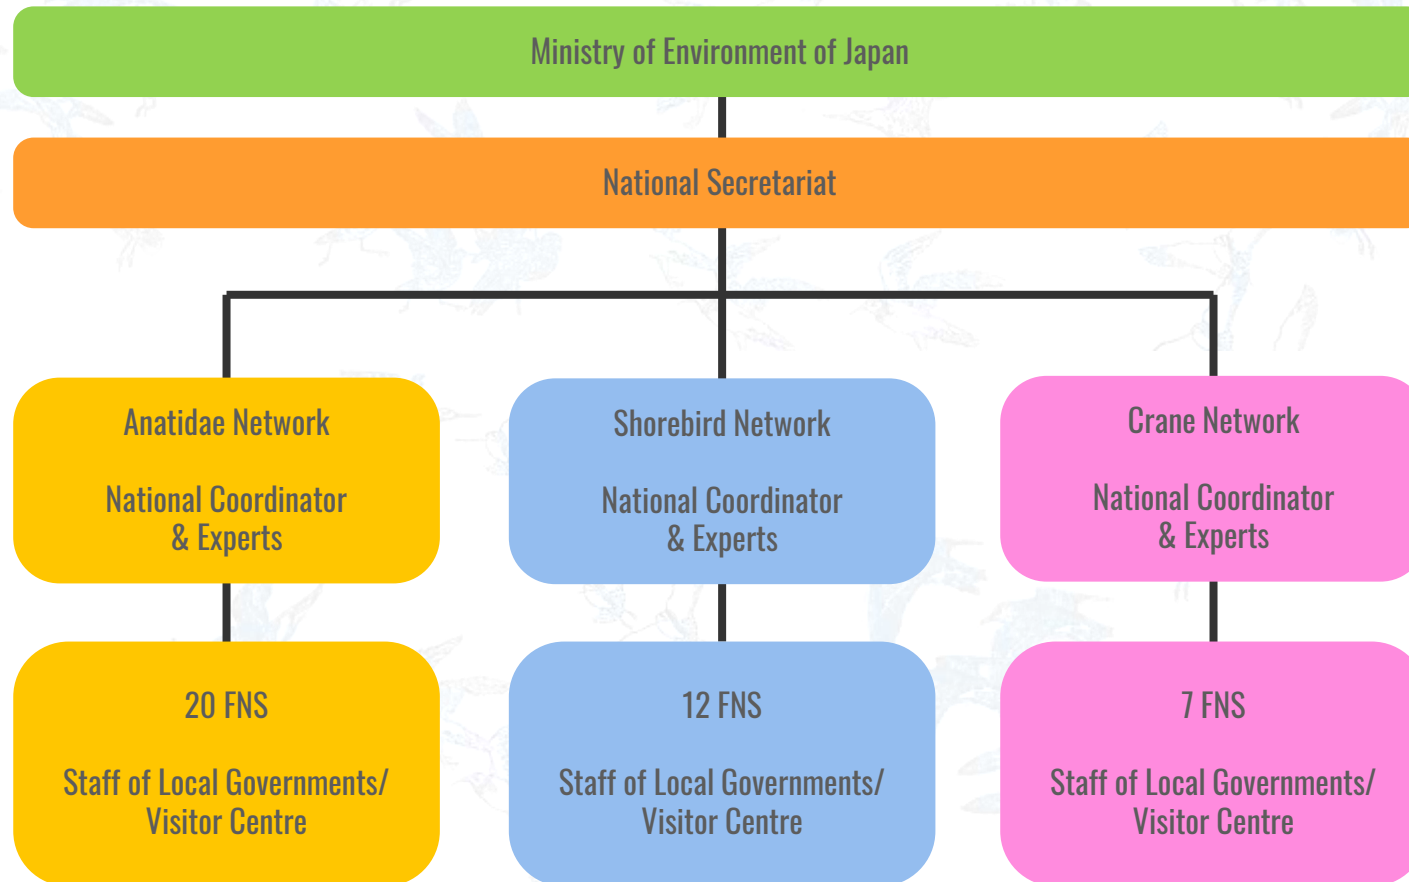 Ministry of Environment of Japan
National Secretariat
Anatidae Network
National Coordinator
& Experts
Shorebird Network
National Coordinator
& Experts
Crane Network
National Coordinator
& Experts
20 FNS
Staff of Local Governments/
Visitor Centre
12 FNS
Staff of Local Governments/
Visitor Centre
7 FNS
Staff of Local Governments/
Visitor Centre